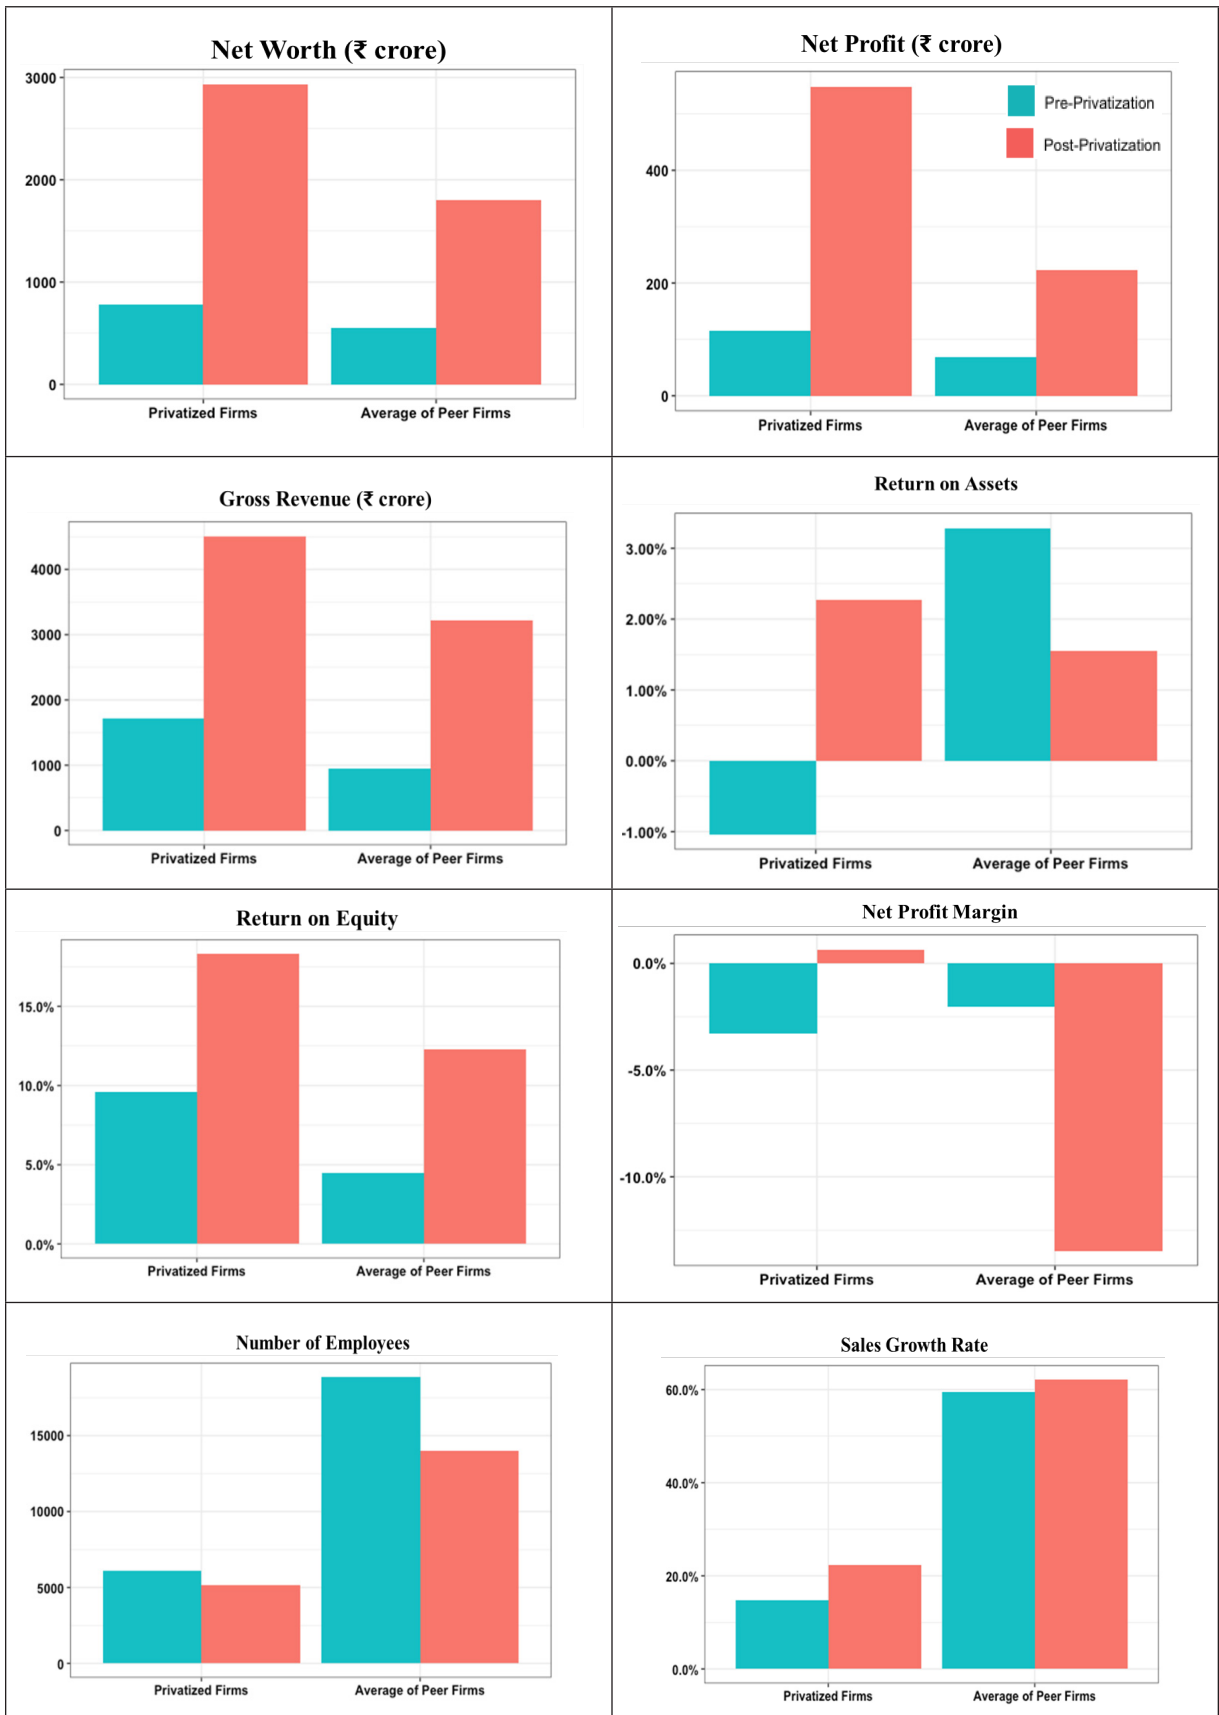 Net Worth (₹ crore)
3000
2000
1000
0
Privatized Firms
Average of Peer Firms
Net Profit (₹ crore)
Pre-Privatization
Post-Privatization
400
200
0
Privatized Firms
Average of Peer Firms
Gross Revenue (₹ crore)
4000
3000
2000
1000
0
Privatized Firms
Average of Peer Firms
Return on Assets
3.00%
2.00%
1.00%
0.00%
-1.00%
Privatized Firms
Average of Peer Firms
Return on Equity
15.0%
10.0%
5.0%
0.0%
Privatized Firms
Average of Peer Firms
Net Profit Margin
0.0%
-5.0%
-10.0%
Privatized Firms
Average of Peer Firms
Number of Employees
15000
10000
5000
0
Privatized Firms
Average of Peer Firms
Sales Growth Rate
60.0%
40.0%
20.0%
0.0%
Privatized Firms
Average of Peer Firms